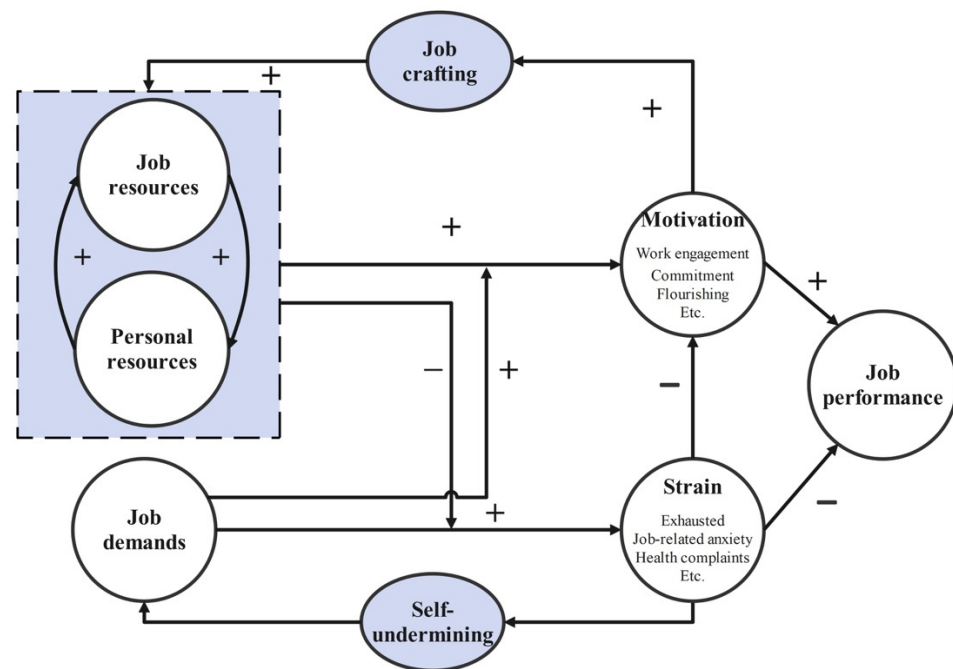 Job
crafting
+
+
Job
resources
+
+
Personal
resources
+
Motivation
Work engagement
Commitment
Flourishing
Etc.
+
Job
performance
−
+
−
Job
demands
+
Strain
Exhausted
Job-related anxiety
Health complaints
Etc.
−
Self-
undermining